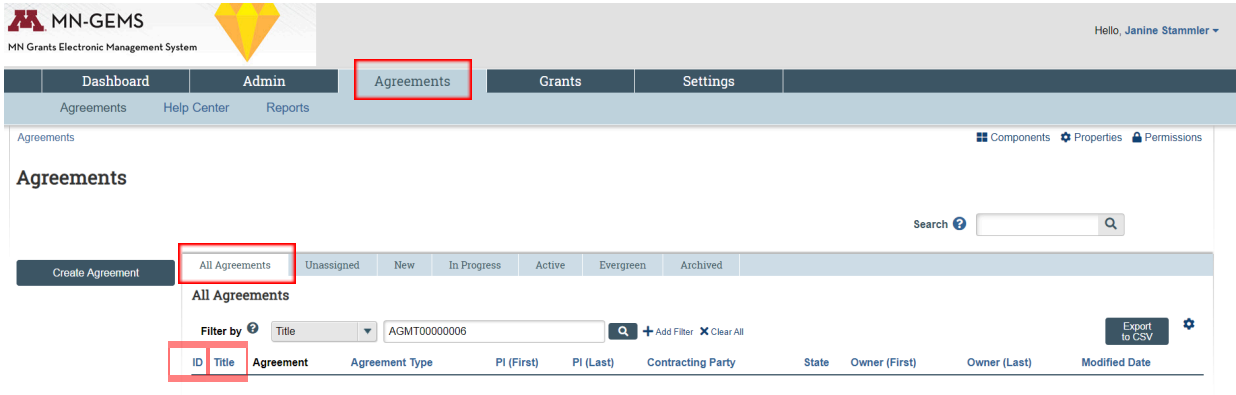 MN-GEMS
MN Grants Electronic Management System
Hello, Janine Stammler
Dashboard Admin Agreements Grants Settings
Agreements Help Center Reports
Agreements Components Properties Permissions
Agreements
Search ?
Create Agreement All Agreements Unassigned New In Progress Active Evergreen Archived
All Agreements
Filter by ? Title AGMT00000006 Add Filter Clear All Export to CSV
ID Title Agreement Agreement Type PI (First) PI (Last) Contracting Party State Owner (First) Owner (Last) Modified Date